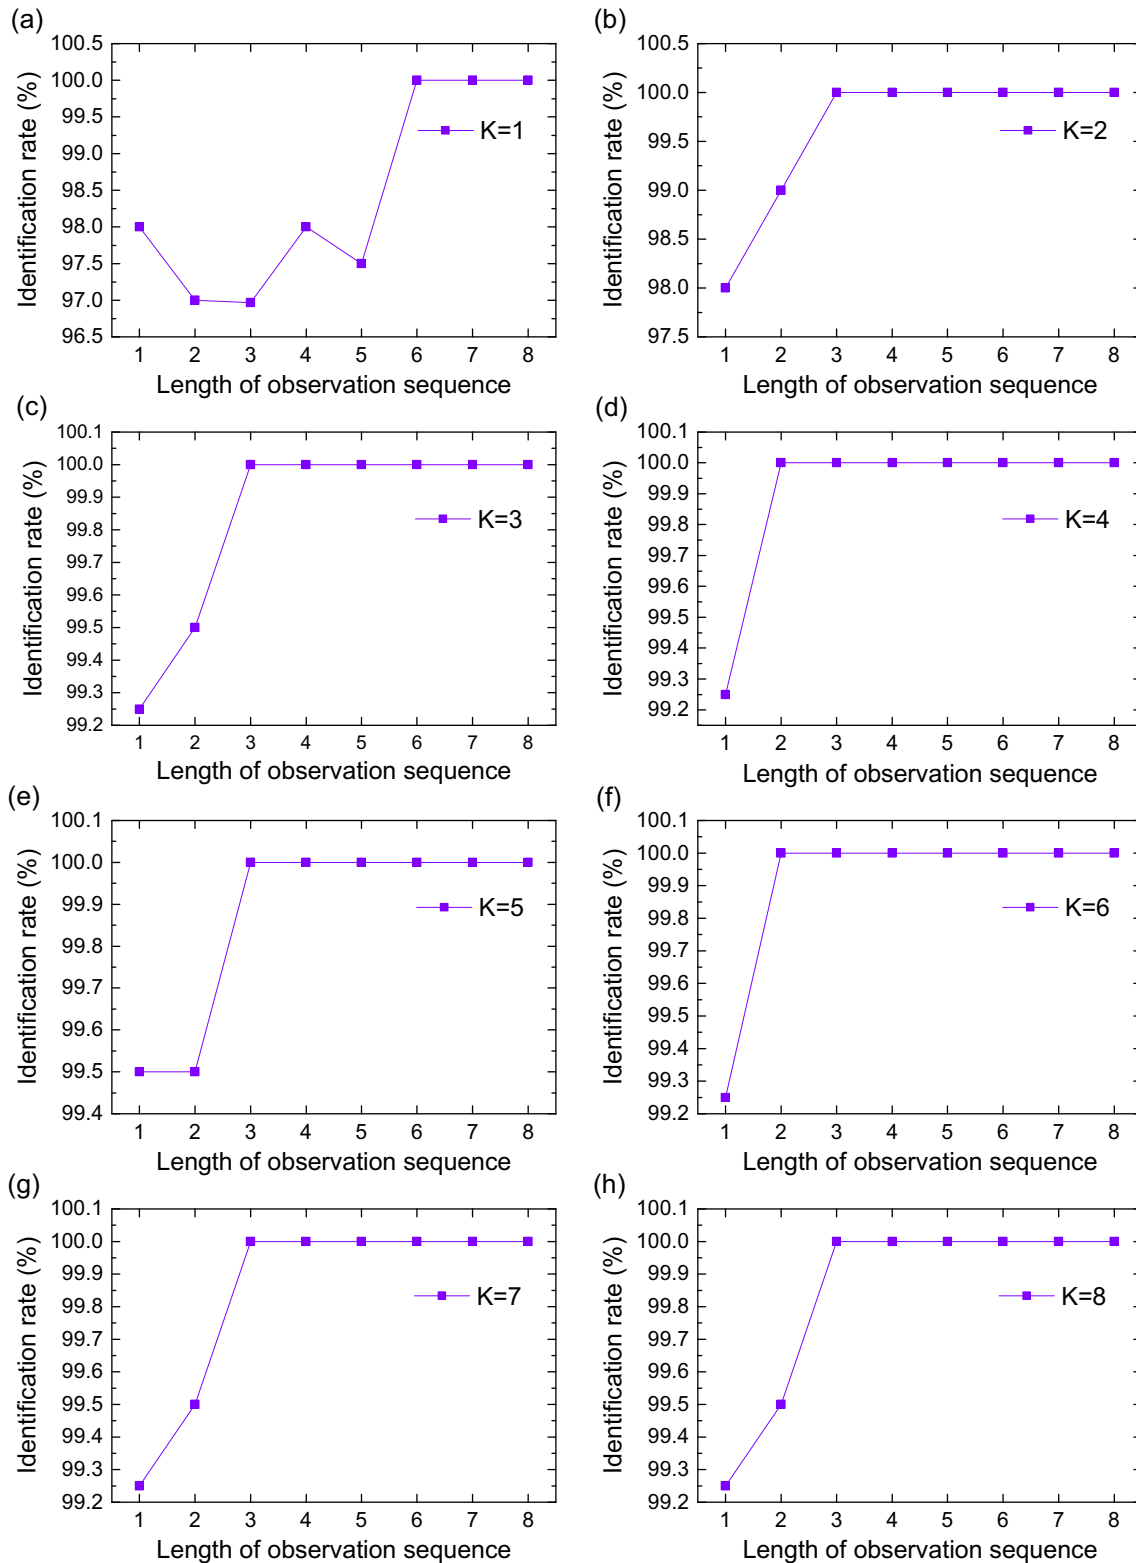 (a)
100.5
100.0
99.5
99.0
98.5
98.0
97.5
97.0
96.5
Identification rate (%)
K=1
1 2 3 4 5 6 7 8
Length of observation sequence
(b)
100.5
100.0
99.5
99.0
98.5
98.0
97.5
Identification rate (%)
K=2
1 2 3 4 5 6 7 8
Length of observation sequence
(c)
100.1
100.0
99.9
99.8
99.7
99.6
99.5
99.4
99.3
99.2
Identification rate (%)
K=3
1 2 3 4 5 6 7 8
Length of observation sequence
(d)
100.1
100.0
99.9
99.8
99.7
99.6
99.5
99.4
99.3
99.2
Identification rate (%)
K=4
1 2 3 4 5 6 7 8
Length of observation sequence
(e)
100.1
100.0
99.9
99.8
99.7
99.6
99.5
99.4
Identification rate (%)
K=5
1 2 3 4 5 6 7 8
Length of observation sequence
(f)
100.1
100.0
99.9
99.8
99.7
99.6
99.5
99.4
99.3
99.2
Identification rate (%)
K=6
1 2 3 4 5 6 7 8
Length of observation sequence
(g)
100.1
100.0
99.9
99.8
99.7
99.6
99.5
99.4
99.3
99.2
Identification rate (%)
K=7
1 2 3 4 5 6 7 8
Length of observation sequence
(h)
100.1
100.0
99.9
99.8
99.7
99.6
99.5
99.4
99.3
99.2
Identification rate (%)
K=8
1 2 3 4 5 6 7 8
Length of observation sequence